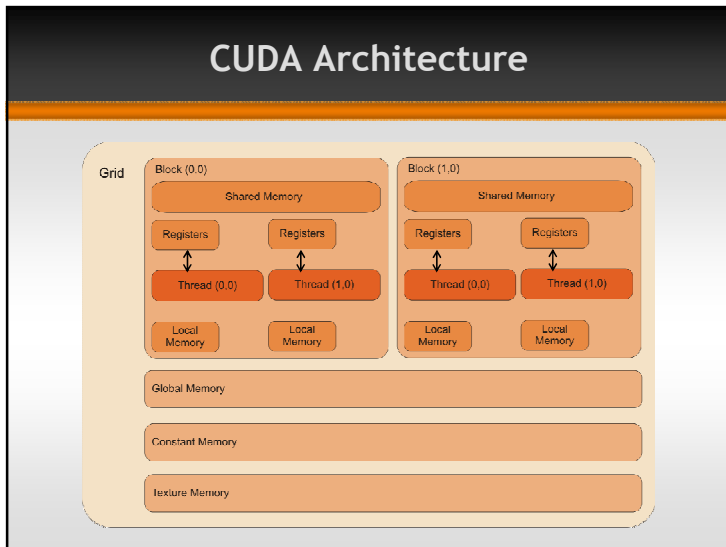 CUDA Architecture
Grid
Block (0,0)
Shared Memory
Registers
Registers
Thread (0,0)
Thread (1,0)
Local
Memory
Local
Memory
Block (1,0)
Shared Memory
Registers
Registers
Thread (0,0)
Thread (1,0)
Local
Memory
Local
Memory
Global Memory
Constant Memory
Texture Memory